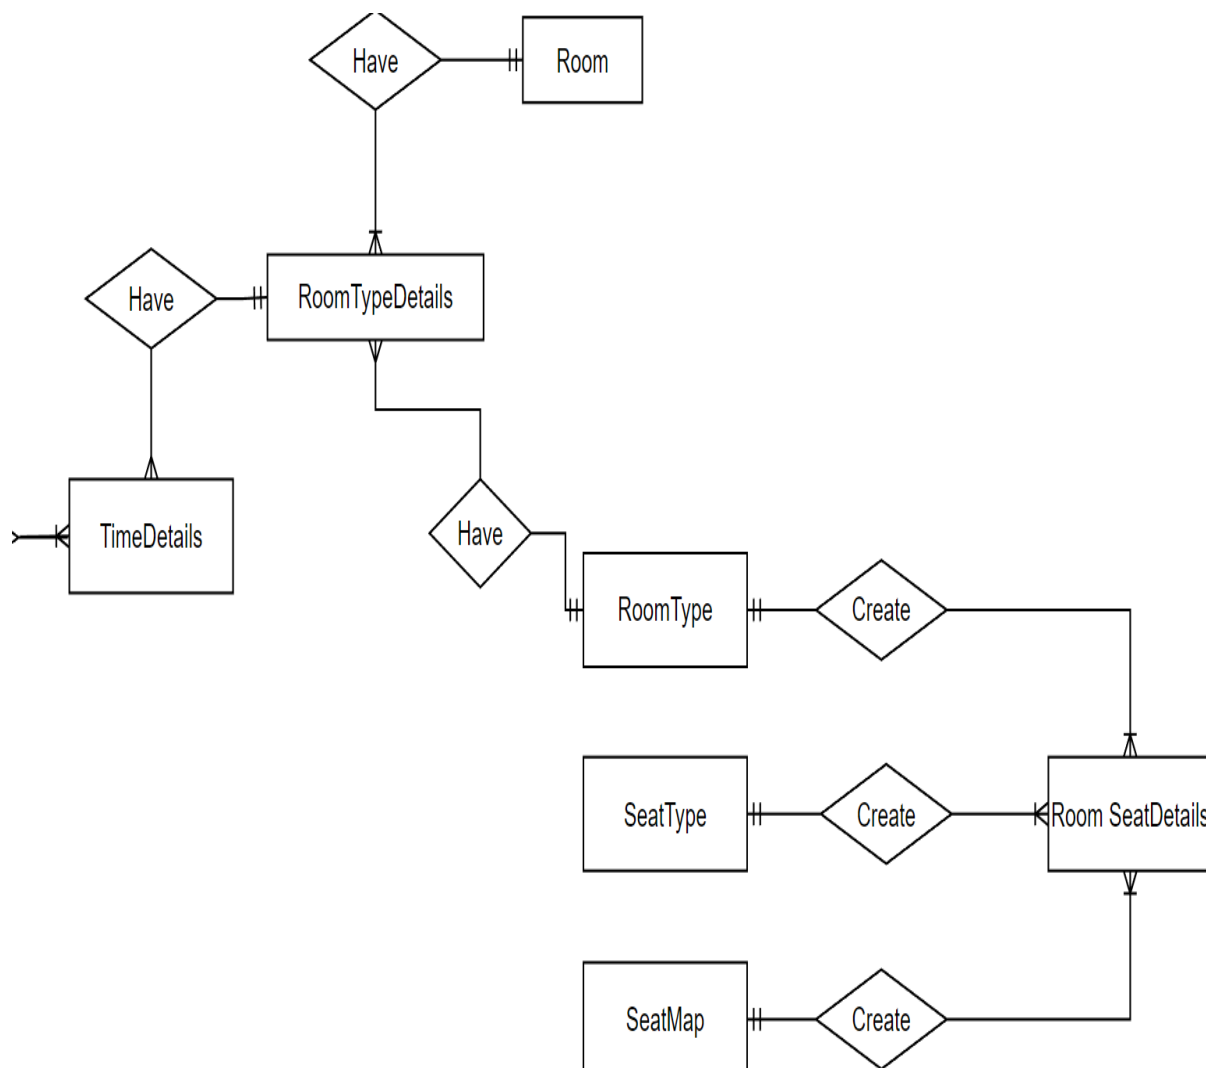 Have
Room
Have
RoomTypeDetails
TimeDetails
Have
RoomType
Create
SeatType
Create
Room SeatDetails
SeatMap
Create